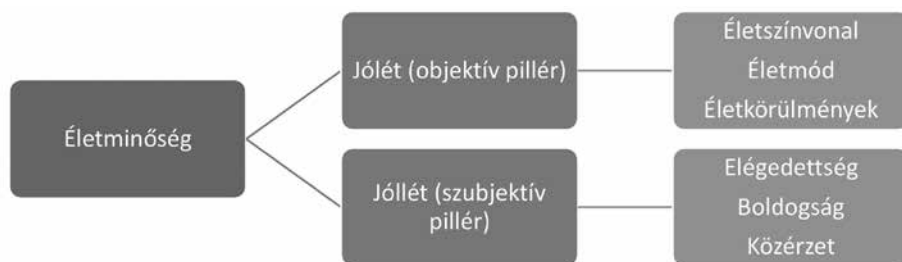 Életminőség
Jólét (objektív pillér)
Életszínvonal
Életmód
Életkörülmények
Jóllét (szubjektív
pillér)
Elégedettség
Boldogság
Közérzet